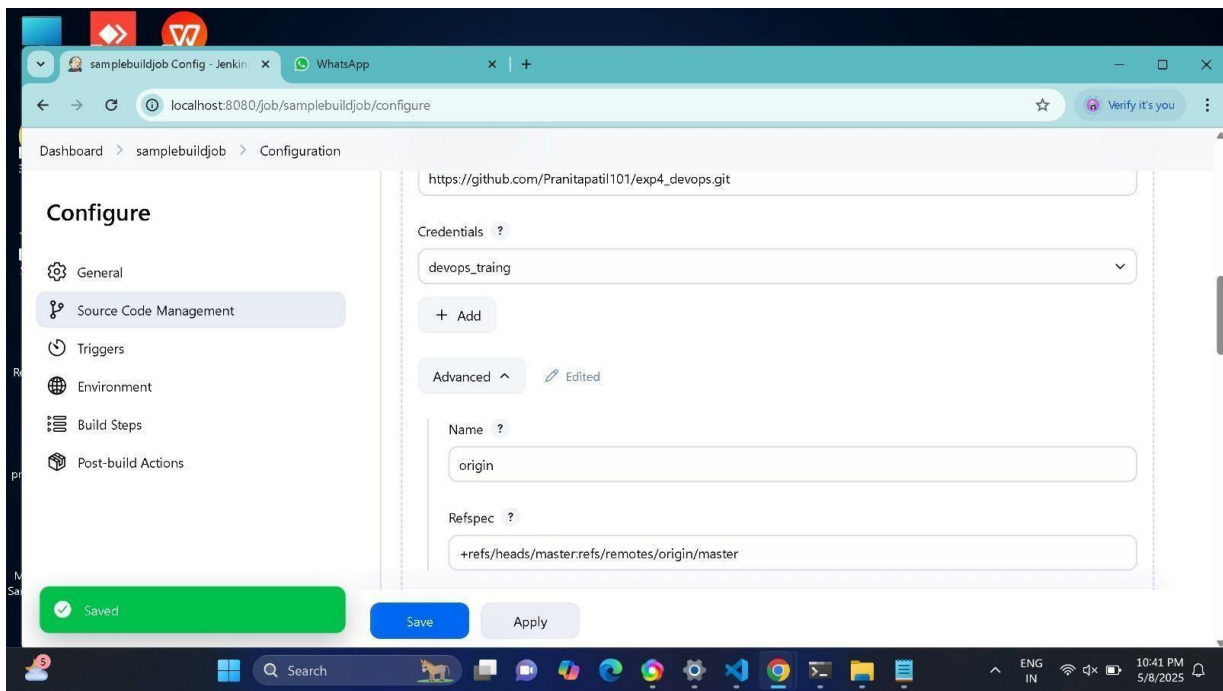 samplebuildjob Config - Jenkin
WhatsApp
localhost:8080/job/samplebuildjob/configure
Verify it's you
Dashboard > samplebuildjob > Configuration
https://github.com/Pranitapatil101/exp4_devops.git
Configure
Credentials ?
devops_traing
General
Source Code Management
+ Add
Triggers
Advanced
Edited
Environment
Build Steps
Name ?
Post-build Actions
origin
Refspec ?
+refs/heads/master:refs/remotes/origin/master
Saved
Save
Apply
5
Search
ENG
IN
10:41 PM
5/8/2025